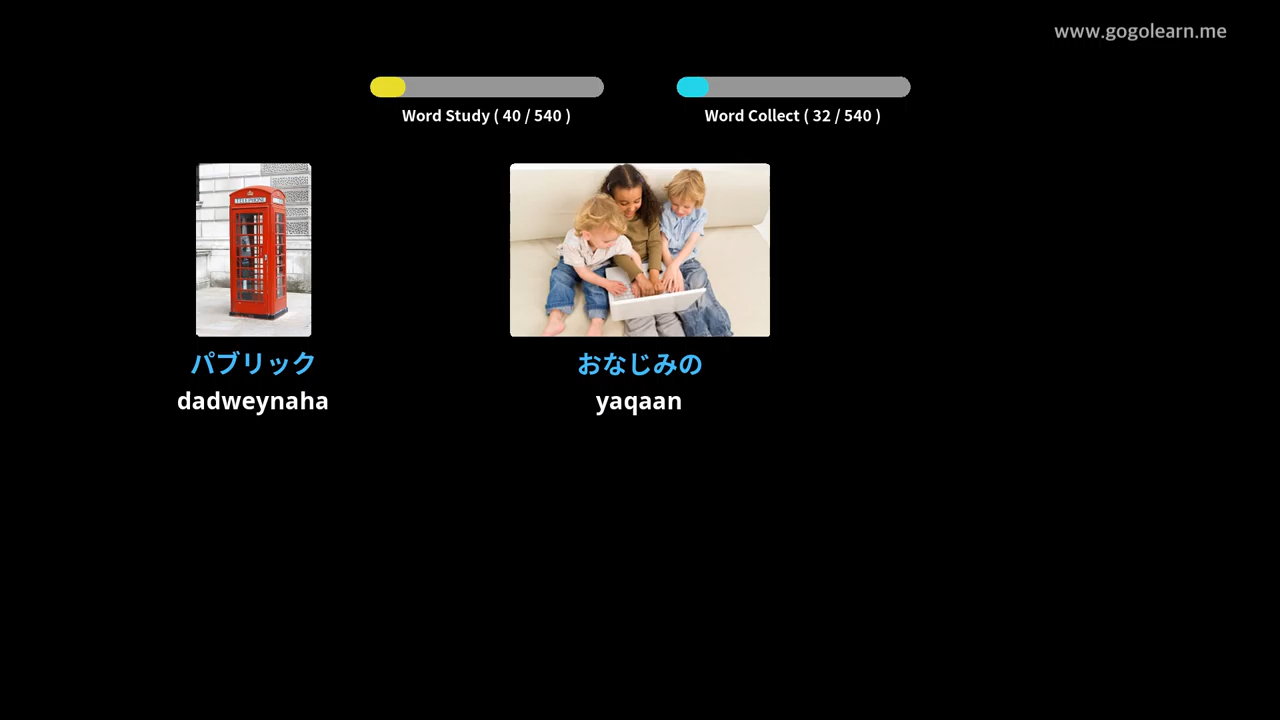 www.gogolearn.me
Word Study ( 40 / 540 )
Word Collect ( 32 / 540 )
TELEPHONE
パブリック
dadweynaha
おなじみの
yaqaan